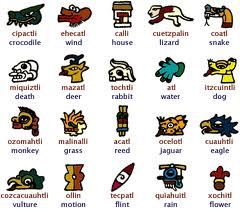 cipactli ehecatl calli cuetzpalin coatl
crocodile wind house lizard snake
miquiztli mazatl tochtli atl itzcuintli
death deer rabbit water dog
ozomahtli malinalli acatl ocelotl cuauhtli
monkey grass reed jaguar eagle
cozcacuauhtli ollin tecpatl quiahuitl xochitl
vulture motion flint rain flower